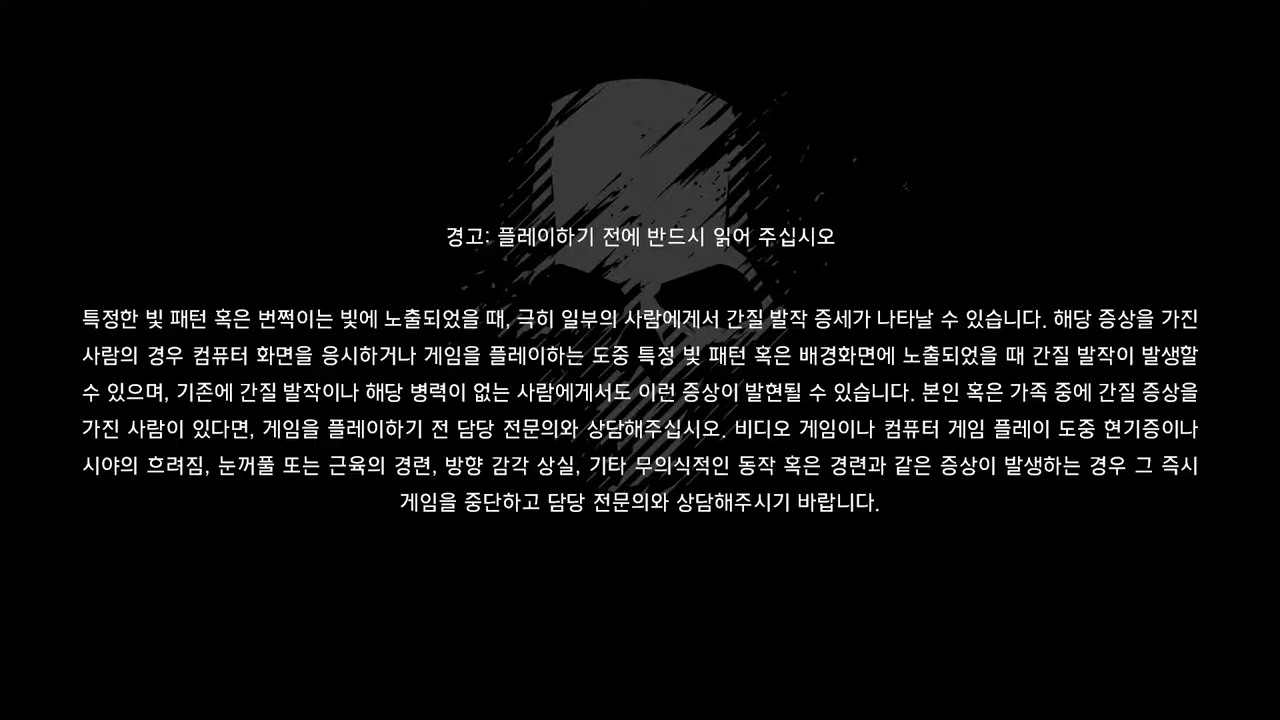 경고: 플레이하기 전에 반드시 읽어 주십시오
특정한 빛 패턴 혹은 번쩍이는 빛에 노출되었을 때, 극히 일부의 사람에게서 간질 발작 증세가 나타날 수 있습니다. 해당 증상을 가진
사람의 경우 컴퓨터 화면을 응시하거나 게임을 플레이하는 도중 특정 빛 패턴 혹은 배경화면에 노출되었을 때 간질 발작이 발생할
수 있으며, 기존에 간질 발작이나 해당 병력이 없는 사람에게서도 이런 증상이 발현될 수 있습니다. 본인 혹은 가족 중에 간질 증상을
가진 사람이 있다면, 게임을 플레이하기 전 담당 전문의와 상담해주십시오. 비디오 게임이나 컴퓨터 게임 플레이 도중 현기증이나
시야의 흐려짐, 눈꺼풀 또는 근육의 경련, 방향 감각 상실, 기타 무의식적인 동작 혹은 경련과 같은 증상이 발생하는 경우 그 즉시
게임을 중단하고 담당 전문의와 상담해주시기 바랍니다.